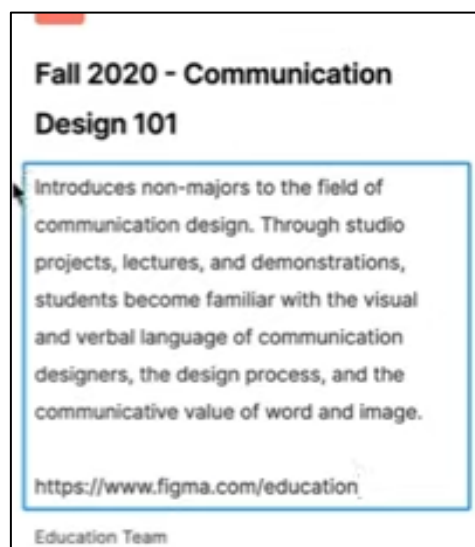 Fall 2020 - Communication
Design 101
Introduces non-majors to the field of
communication design. Through studio
projects, lectures, and demonstrations,
students become familiar with the visual
and verbal language of communication
designers, the design process, and the
communicative value of word and image.
https://www.figma.com/education
Education Team